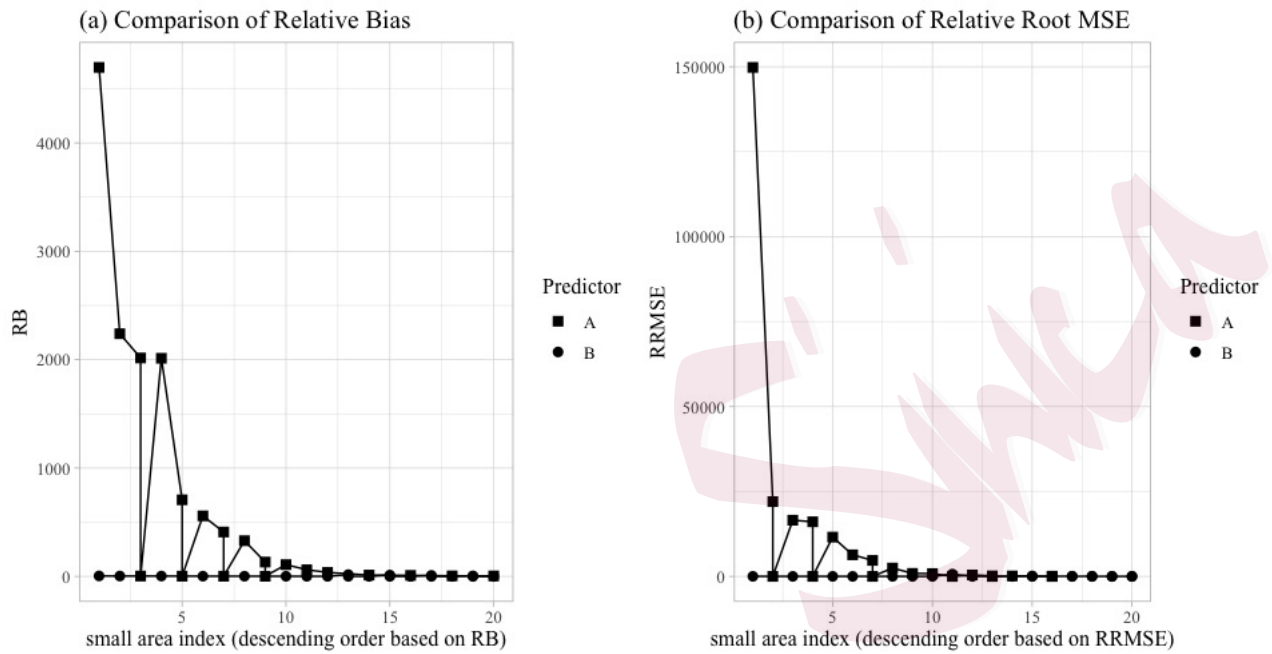 (a) Comparison of Relative Bias
RB
4000
3000
2000
1000
0
5
10
15
20
small area index (descending order based on RB)
Predictor
A
B
(b) Comparison of Relative Root MSE
RRMSE
150000
100000
50000
0
5
10
15
20
small area index (descending order based on RRMSE)
Predictor
A
B